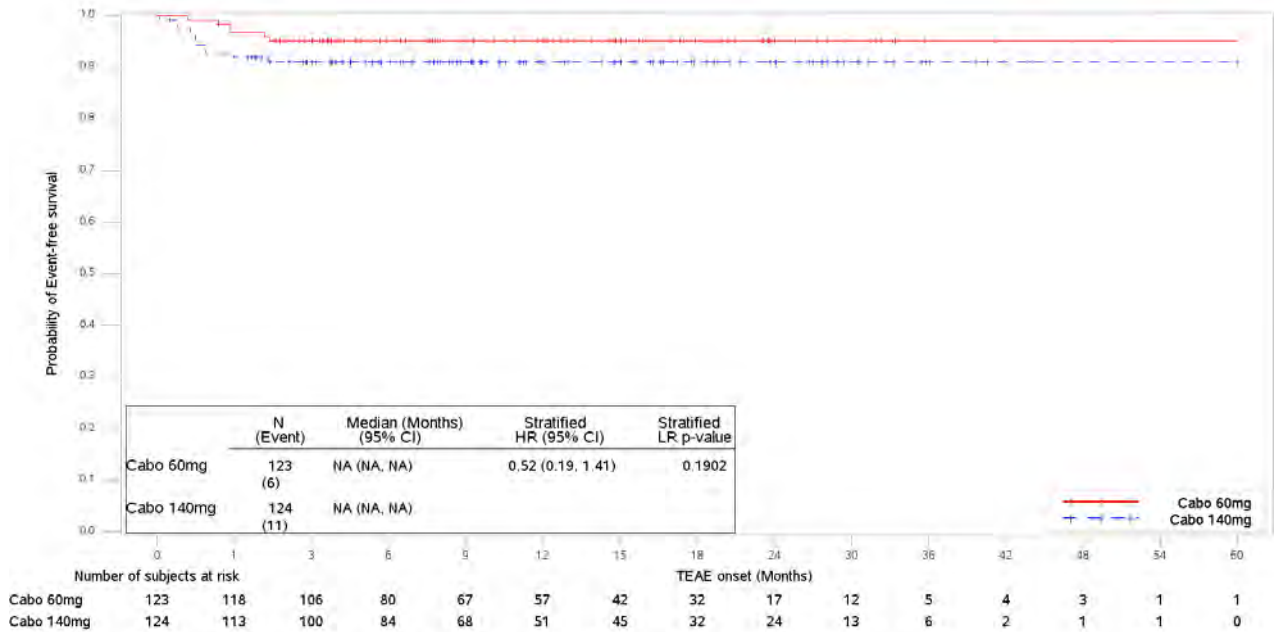 1.0
0.9
0.8
0.7
0.6
0.5
0.4
0.3
0.2
0.1
0.0
Probability of Event-free survival
N (Event) Median (Months) (95% CI) Stratified HR (95% CI) Stratified LR p-value
Cabo 60mg 123 (6) NA (NA, NA) 0.52 (0.19, 1.41) 0.1902
Cabo 140mg 124 (11) NA (NA, NA)
Cabo 60mg
Cabo 140mg
0 1 3 6 9 12 15 18 24 30 36 42 48 54 60
Number of subjects at risk TEAE onset (Months)
Cabo 60mg 123 118 106 80 67 57 42 32 17 12 5 4 3 1 1
Cabo 140mg 124 113 100 84 68 51 45 32 24 13 6 2 1 1 0